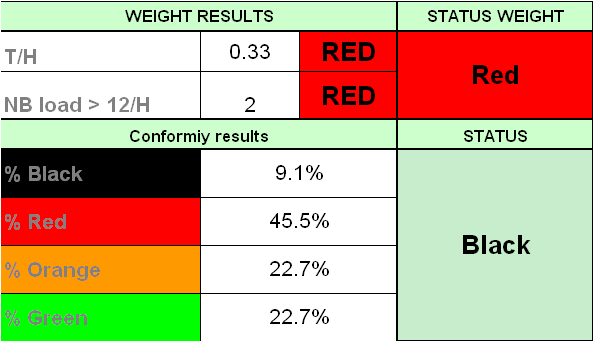 WEIGHT RESULTS STATUS WEIGHT
T/H 0.33 RED Red
NB load > 12/H 2 RED
Conformiy results STATUS
% Black 9.1% Black
% Red 45.5%
% Orange 22.7%
% Green 22.7%